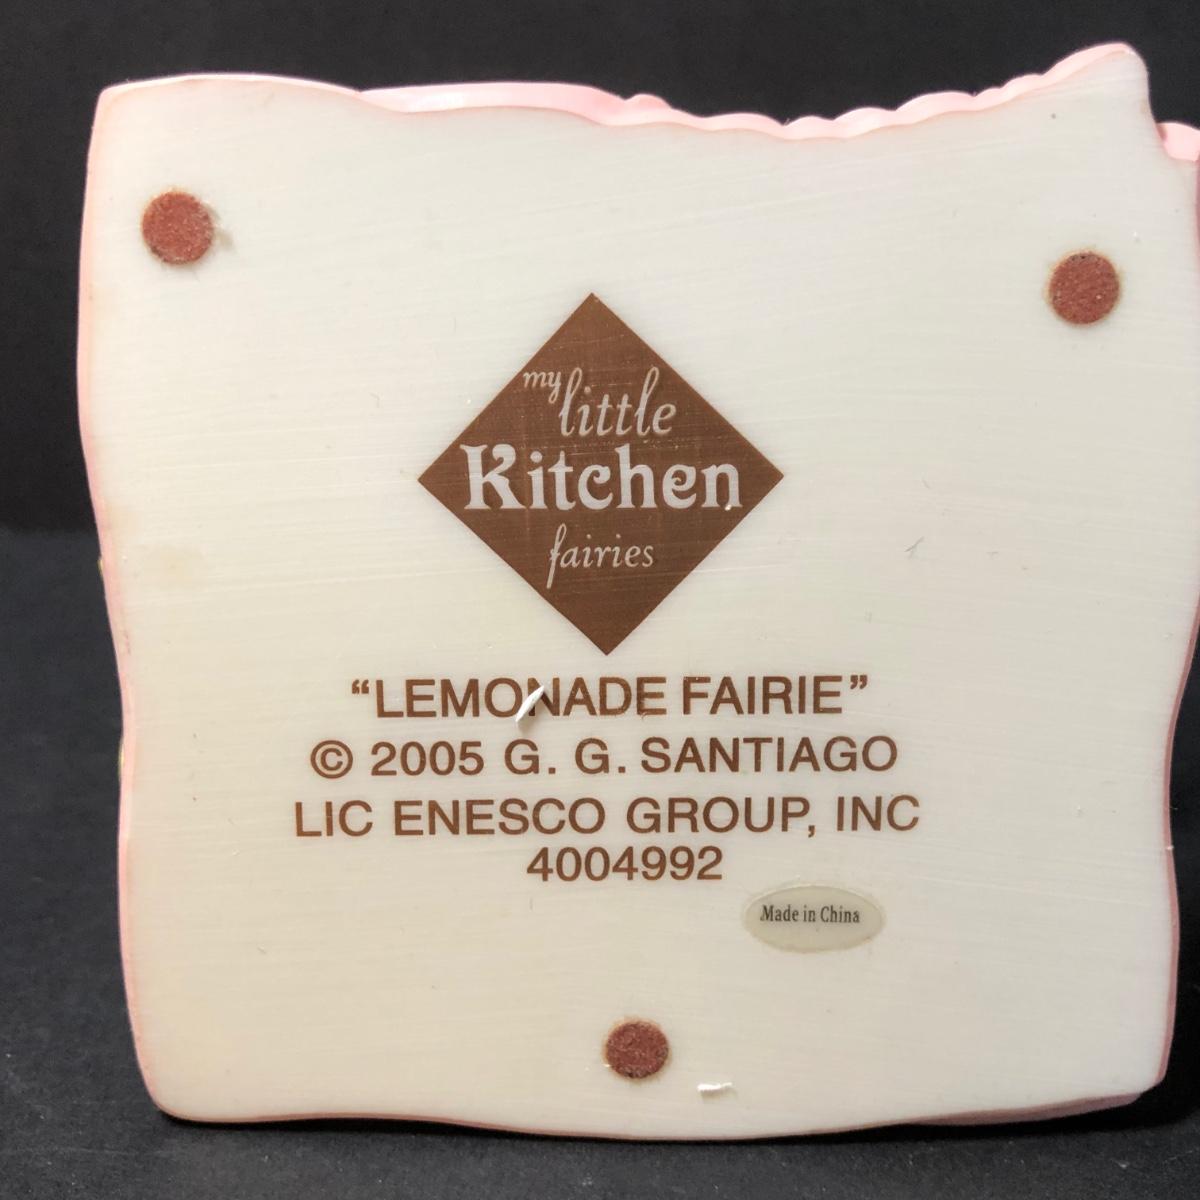 my little
Kitchen
fairies
“LEMONADE FAIRIE”
© 2005 G. G. SANTIAGO
LIC ENESCO GROUP, INC
4004992
Made in China